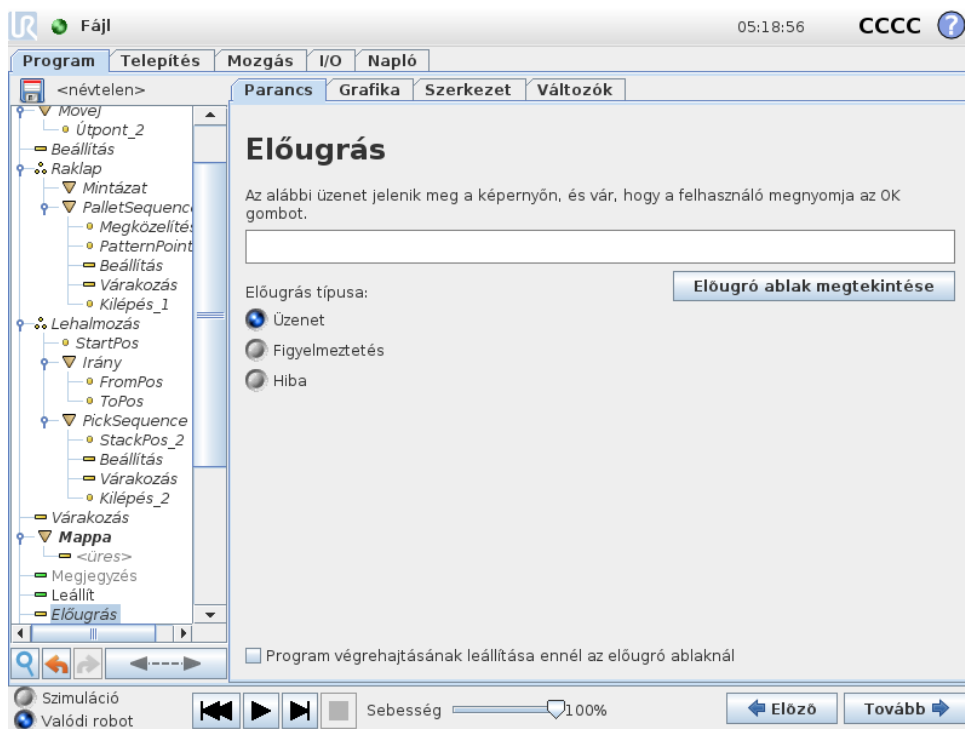 UR Fájl 05:18:56 CCCC ?
Program Telepítés Mozgás I/O Napló
<névtelen>
Parancs Grafika Szerkezet Változók
MoveJ
Útpont_2
Beállítás
Raklap
Mintázat
PalletSequence
Megközelítés
PatternPoint
Beállítás
Várakozás
Kilépés_1
Lehalmozás
StartPos
Irány
FromPos
ToPos
PickSequence
StackPos_2
Beállítás
Várakozás
Kilépés_2
Várakozás
Mappa
<üres>
Megjegyzés
Leállít
Előugrás
Előugrás
Az alábbi üzenet jelenik meg a képernyőn, és vár, hogy a felhasználó megnyomja az OK
gombot.
Előugró ablak megtekintése
Előugrás típusa:
Üzenet
Figyelmeztetés
Hiba
Program végrehajtásának leállítása ennél az előugró ablaknál
Szimuláció
Valódi robot
Sebesség 100%
Előző Tovább